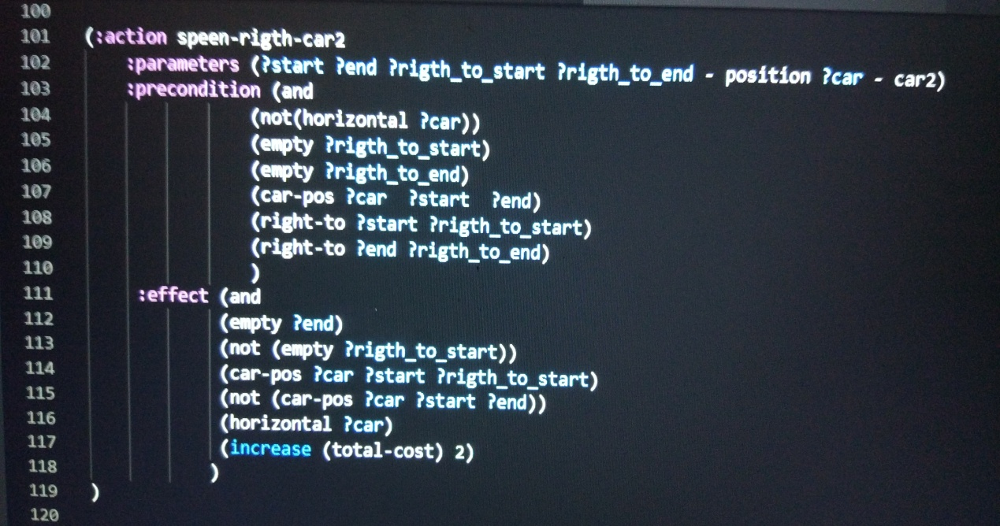 100
101 (:action speen-rigth-car2
102 :parameters (?start ?end ?rigth_to_start ?rigth_to_end - position ?car - car2)
103 :precondition (and
104 (not(horizontal ?car))
105 (empty ?rigth_to_start)
106 (empty ?rigth_to_end)
107 (car-pos ?car  ?start  ?end)
108 (right-to ?start ?rigth_to_start)
109 (right-to ?end ?rigth_to_end)
110 )
111 :effect (and
112 (empty ?end)
113 (not (empty ?rigth_to_start))
114 (car-pos ?car ?start ?rigth_to_start)
115 (not (car-pos ?car ?start ?end))
116 (horizontal ?car)
117 (increase (total-cost) 2)
118 )
119 )
120